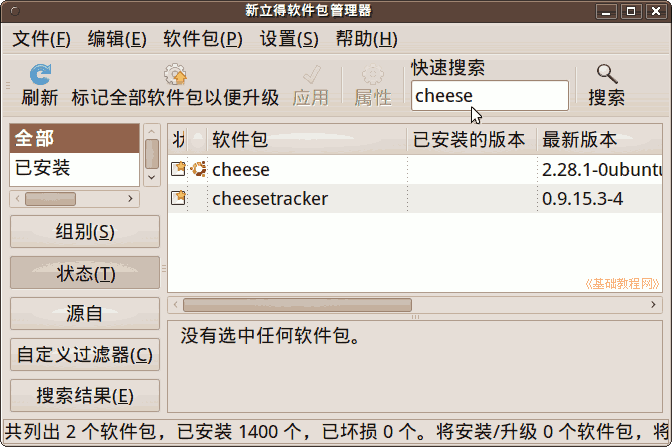 新立得软件包管理器
文件(F) 编辑(E) 软件包(P) 设置(S) 帮助(H)
快速搜索
刷新 标记全部软件包以便升级 应用 属性 cheese 搜索
全部
已安装
软件包 已安装的版本 最新版本
cheese 2.28.1-0ubuntu
cheesetracker 0.9.15.3-4
组别(S)
状态(T)
源自
自定义过滤器(C)
搜索结果(E)
《基础教程网》
没有选中任何软件包。
共列出 2 个软件包，已安装 1400 个，已坏损 0 个。将安装/升级 0 个软件包，将